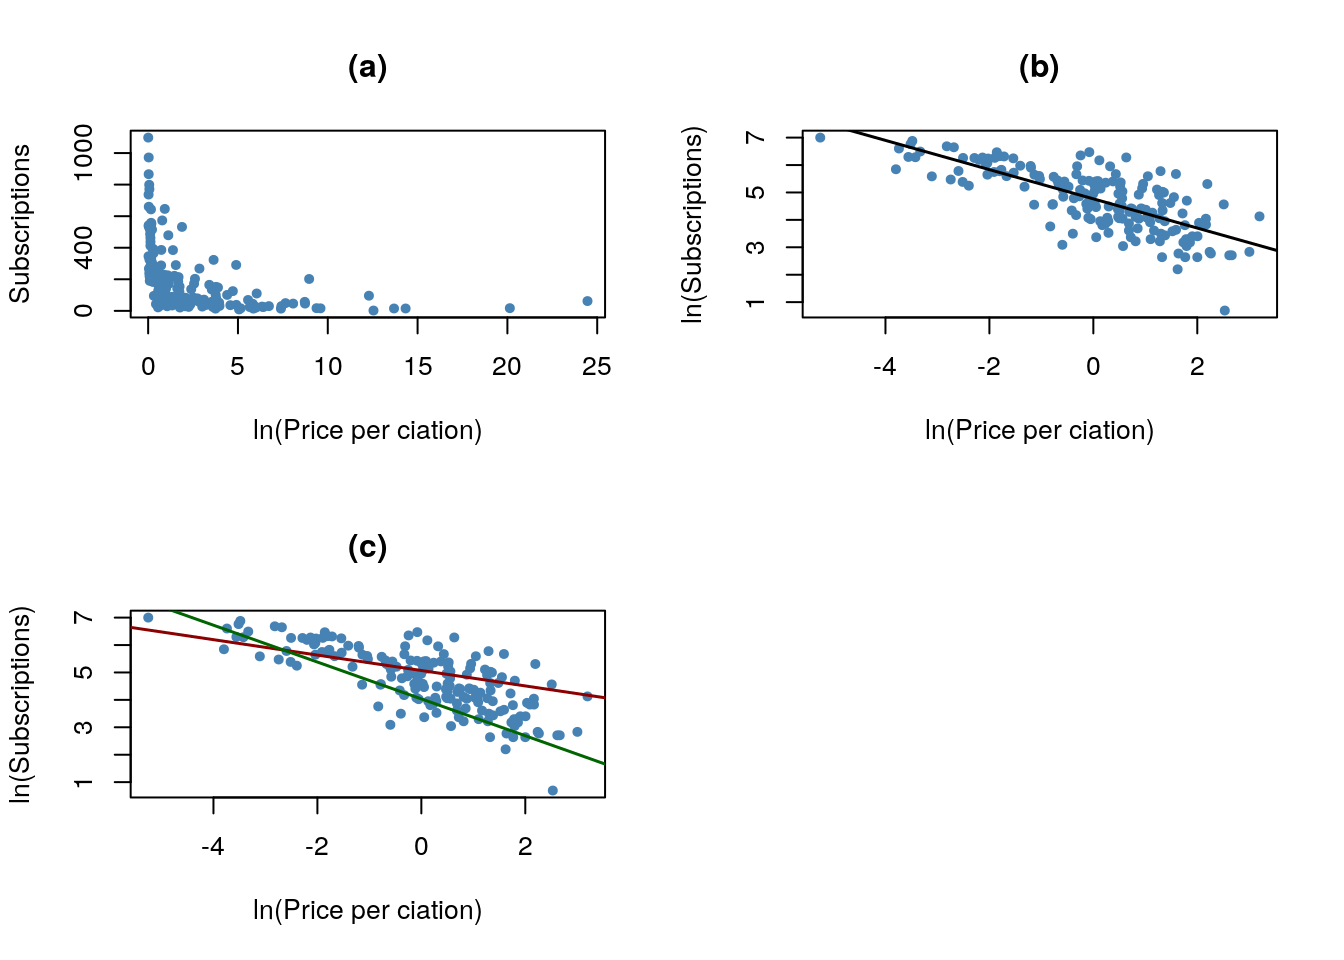 (a)
Subscriptions
1000
400
0
0 5 10 15 20 25
ln(Price per ciation)
(b)
ln(Subscriptions)
7
5
3
1
-4 -2 0 2
ln(Price per ciation)
(c)
ln(Subscriptions)
7
5
3
1
-4 -2 0 2
ln(Price per ciation)